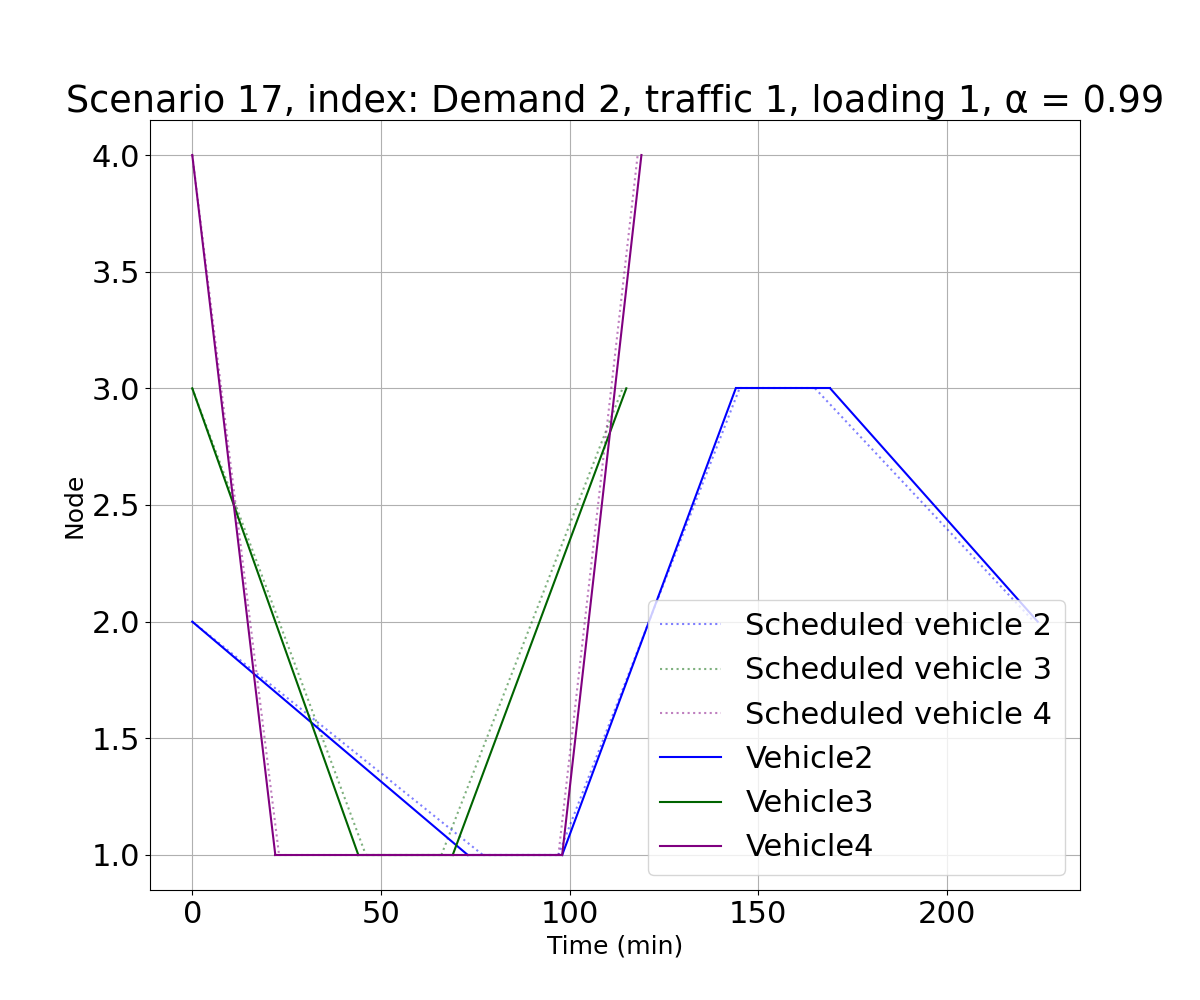 Scenario 17, index: Demand 2, traffic 1, loading 1, α = 0.99
4.0
3.5
3.0
2.5
2.0
1.5
1.0
Node
Scheduled vehicle 2
Scheduled vehicle 3
Scheduled vehicle 4
Vehicle2
Vehicle3
Vehicle4
0 50 100 150 200
Time (min)